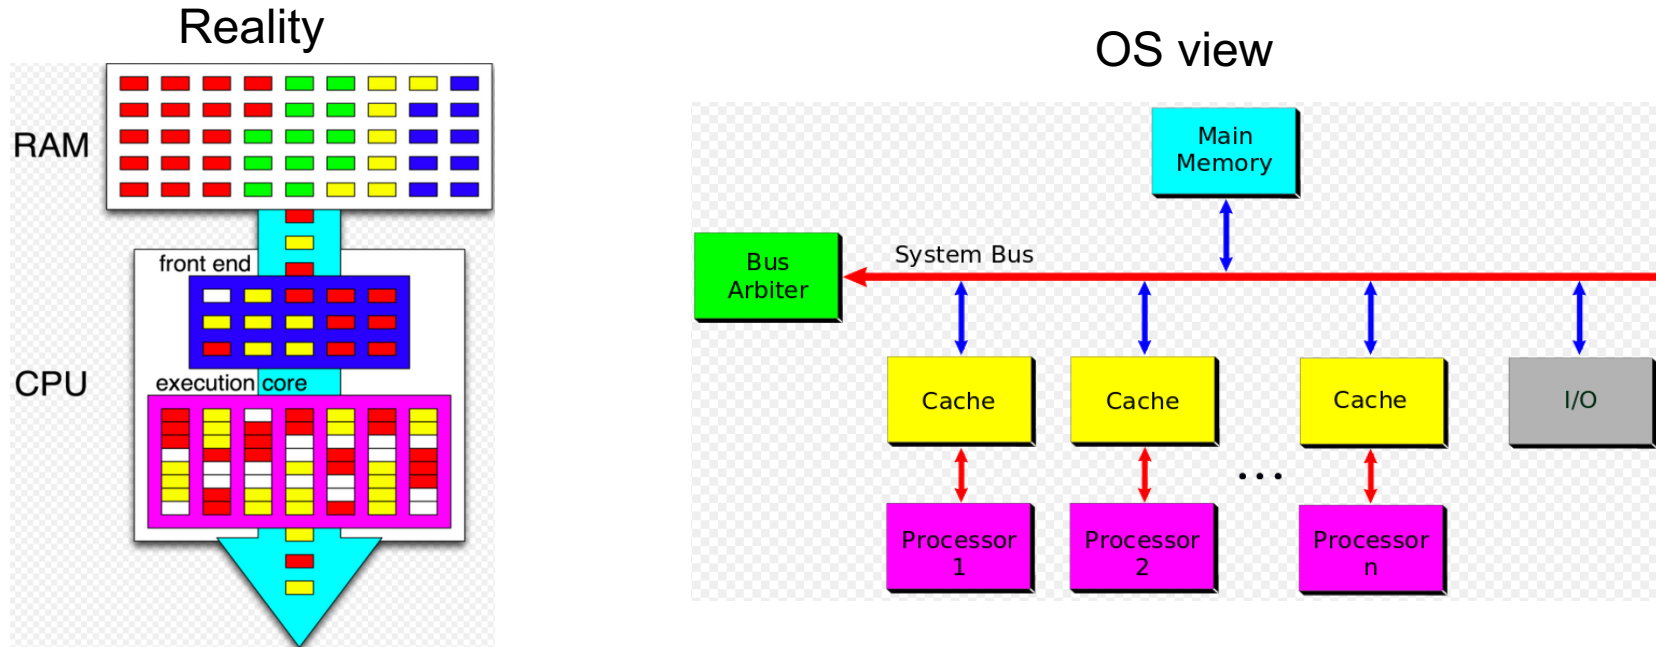 Reality
RAM
front end
CPU
execution core
OS view
Main
Memory
Bus
Arbiter
System Bus
Cache
Cache
Cache
I/O
...
Processor
1
Processor
2
Processor
n